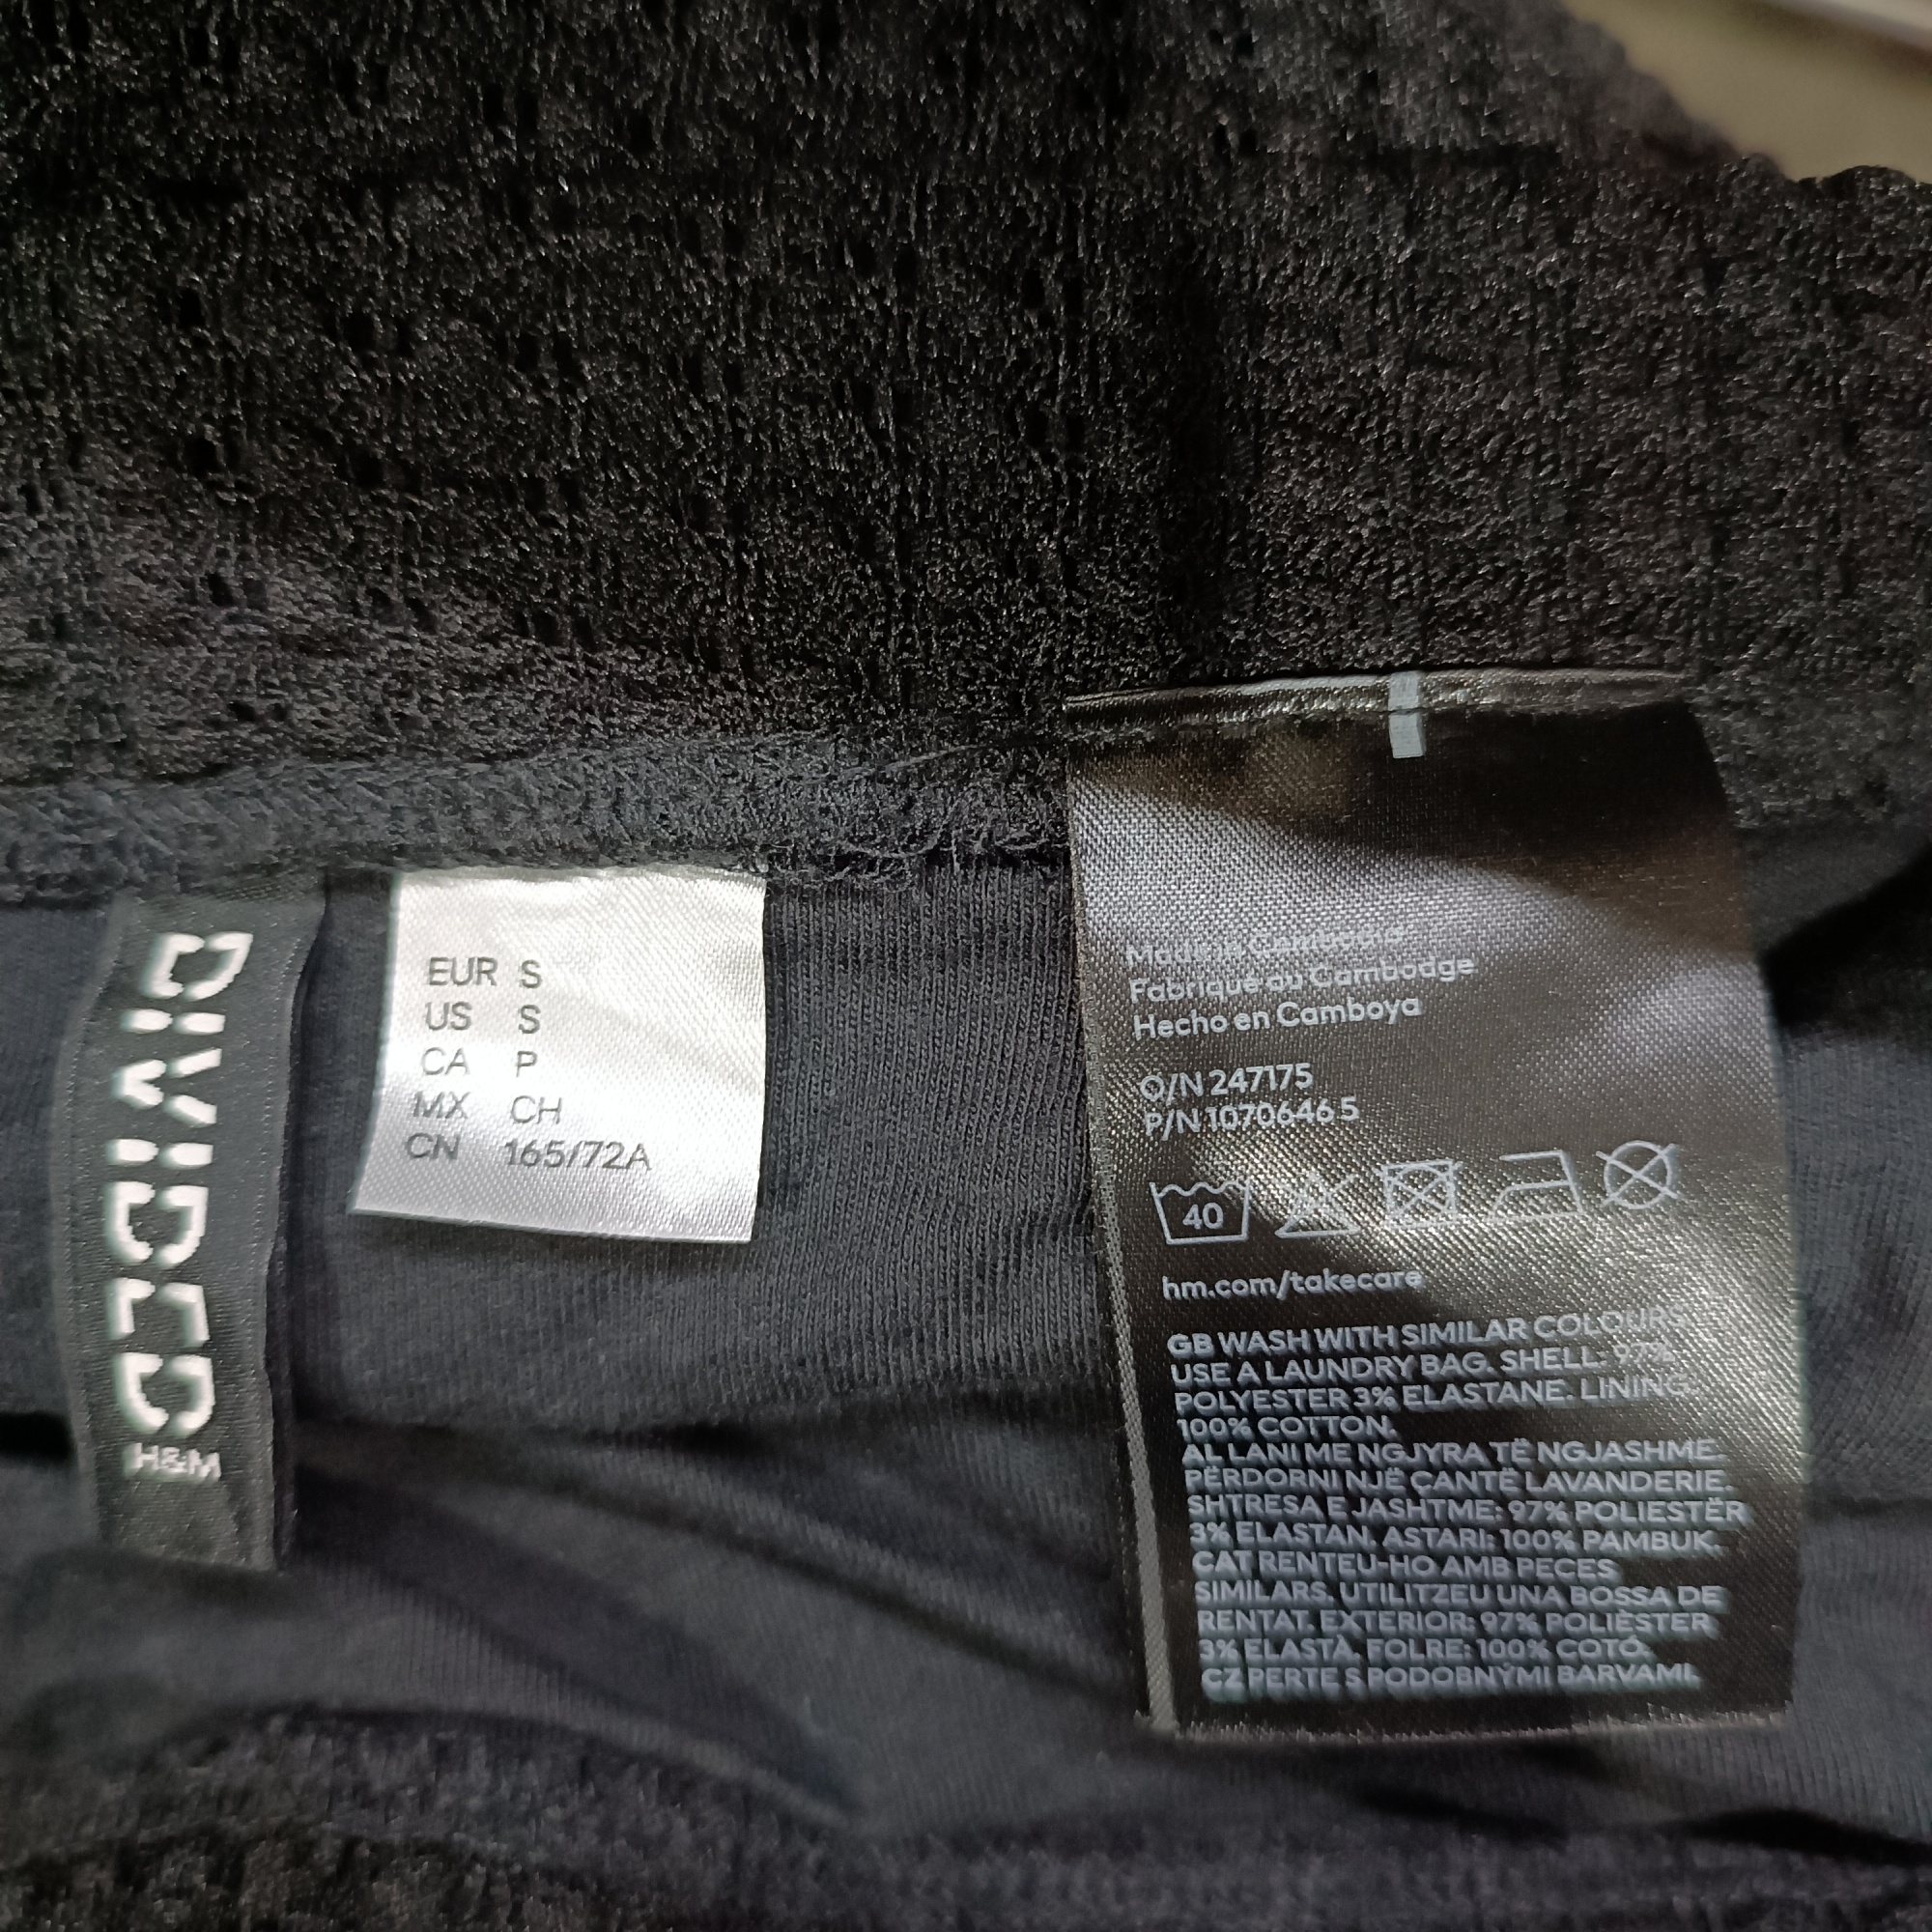 DIVIDED
H&M
EUR S
US S
CA P
MX CH
CN 165/72A
Made in Cambodia
Fabriqué au Cambodge
Hecho en Camboya
O/N 247175
P/N 1070646 5
40
hm.com/takecare
GB WASH WITH SIMILAR COLOURS.
USE A LAUNDRY BAG. SHELL: 97%
POLYESTER 3% ELASTANE. LINING:
100% COTTON.
AL LANI ME NGJYRA TË NGJASHME.
PËRDORNI NJË ÇANTË LAVANDERIE.
SHTRESA E JASHTME: 97% POLIESTËR
3% ELASTAN. ASTARI: 100% PAMBUK.
CAT RENTEU-HO AMB PECES
SIMILARS. UTILITZEU UNA BOSSA DE
RENTAT. EXTERIOR: 97% POLIÈSTER
3% ELASTÀ. FOLRE: 100% COTÓ.
CZ PERTE S PODOBNÝMI BARVAMI.